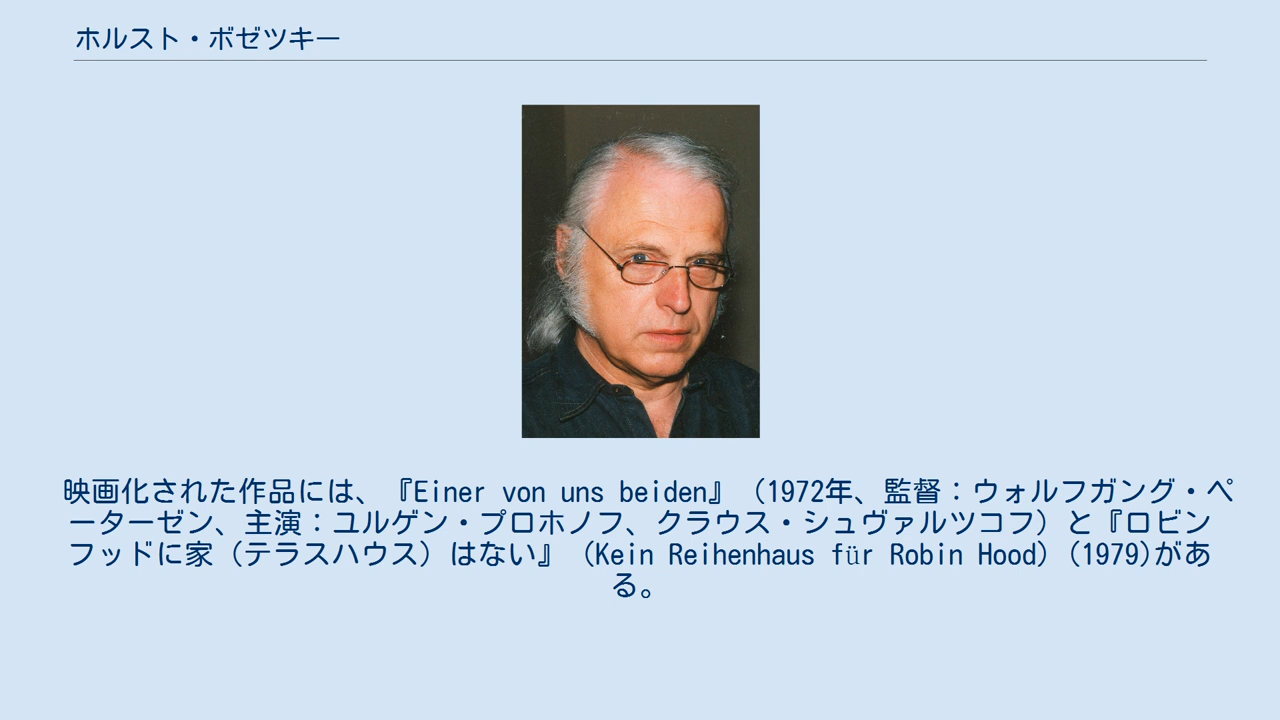 ホルスト・ボゼツキー
映画化された作品には、『Einer von uns beiden』（1972年、監督：ウォルフガング・ペ
ーターゼン、主演：ユルゲン・プロホノフ、クラウス・シュヴァルツコフ）と『ロビン
フッドに家（テラスハウス）はない』（Kein Reihenhaus für Robin Hood）(1979)があ
る。